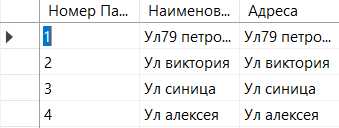 Номер Па... Наименов... Адреса
1 Ул79 петро... Ул79 петро...
2 Ул виктория Ул виктория
3 Ул синица Ул синица
4 Ул алексея Ул алексея